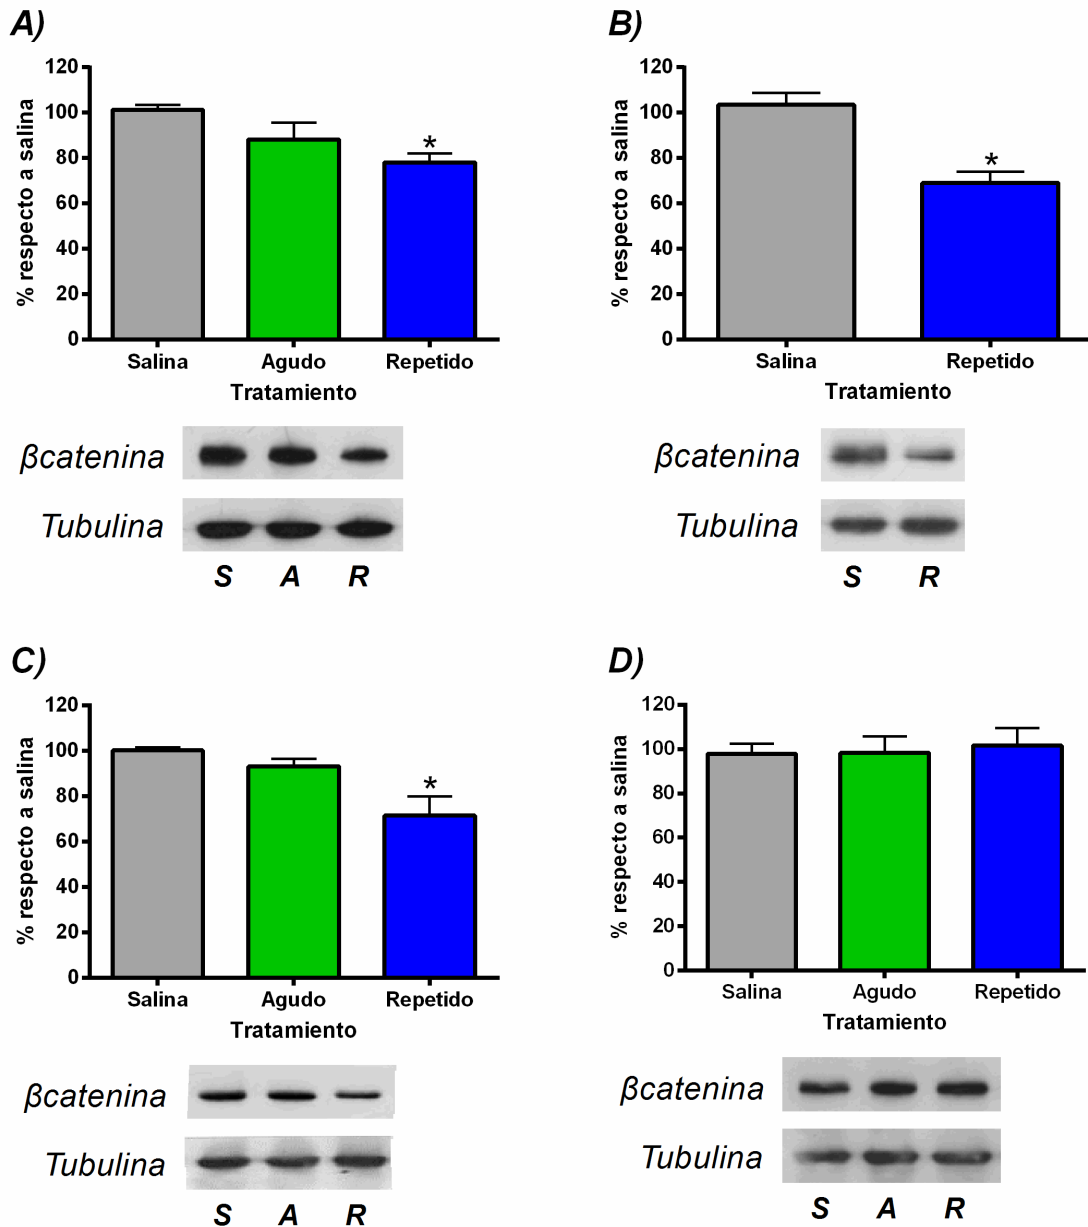 A)
120
100
80
60
40
20
0
% respecto a salina
*
Salina Agudo Repetido
Tratamiento
βcatenina
Tubulina
S A R
B)
120
100
80
60
40
20
0
% respecto a salina
*
Salina Repetido
Tratamiento
βcatenina
Tubulina
S R
C)
120
100
80
60
40
20
0
% respecto a salina
*
Salina Agudo Repetido
Tratamiento
βcatenina
Tubulina
S A R
D)
120
100
80
60
40
20
0
% respecto a salina
Salina Agudo Repetido
Tratamiento
βcatenina
Tubulina
S A R